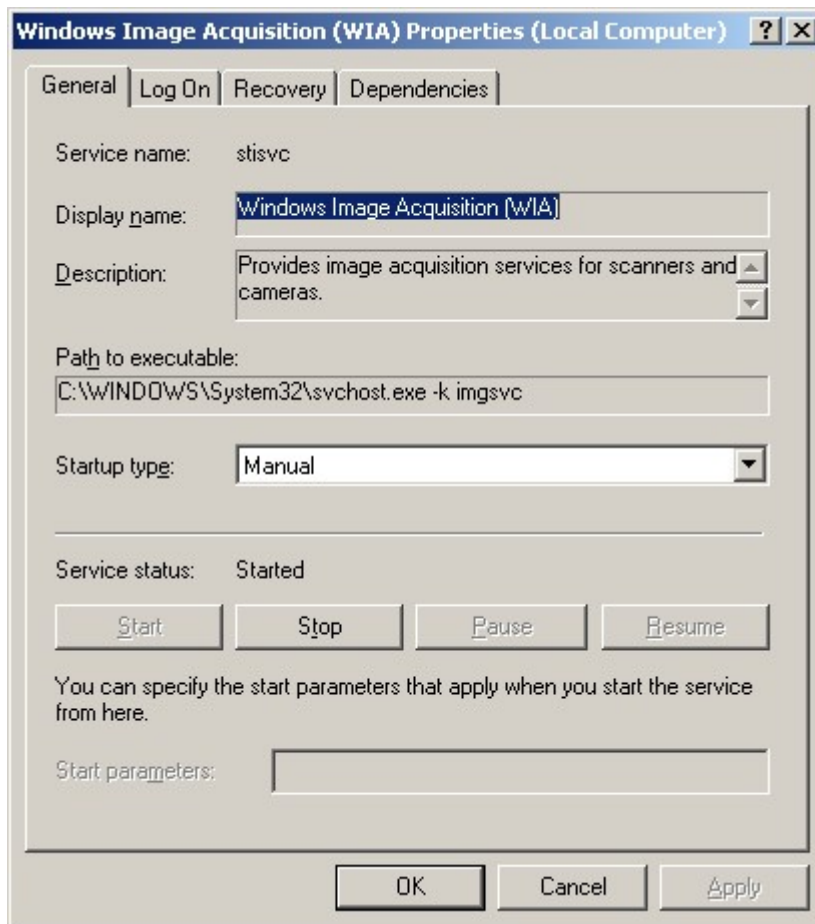 Windows Image Acquisition (WIA) Properties (Local Computer)
General Log On Recovery Dependencies
Service name: stisvc
Display name: Windows Image Acquisition (WIA)
Description: Provides image acquisition services for scanners and
cameras.
Path to executable:
C:\WINDOWS\System32\svchost.exe -k imgsvc
Startup type: Manual
Service status: Started
Start Stop Pause Resume
You can specify the start parameters that apply when you start the service
from here.
Start parameters:
OK Cancel Apply